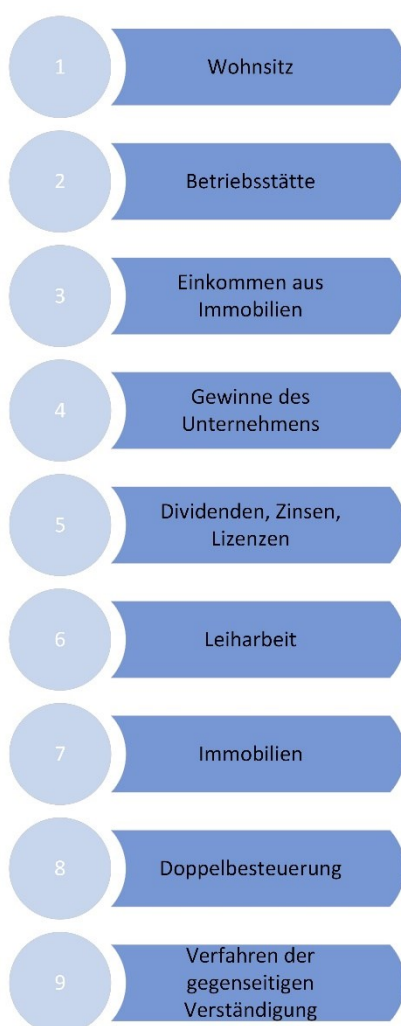 1
Wohnsitz
2
Betriebsstätte
3
Einkommen aus
Immobilien
4
Gewinne des
Unternehmens
5
Dividenden, Zinsen,
Lizenzen
6
Leiharbeit
7
Immobilien
8
Doppelbesteuerung
9
Verfahren der
gegenseitigen
Verständigung